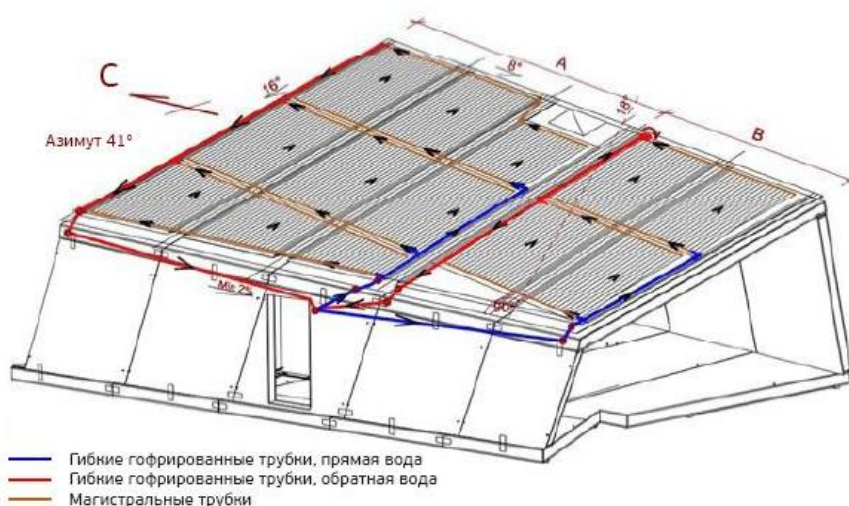 A
8°
C
16°
18°
B
Азимут 41°
Min 2%
90°
Гибкие гофрированные трубки, прямая вода
Гибкие гофрированные трубки, обратная вода
Магистральные трубки